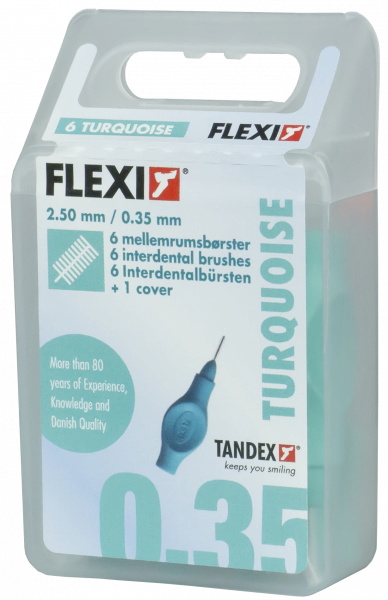 6 TURQUOISE
FLEXI
FLEXI®
2.50 mm / 0.35 mm
6 mellemrumsbørster
6 interdental brushes
6 Interdentalbürsten
+ 1 cover
TURQUOISE
More than 80
years of Experience,
Knowledge and
Danish Quality
TANDEX
keeps you smiling
0.35